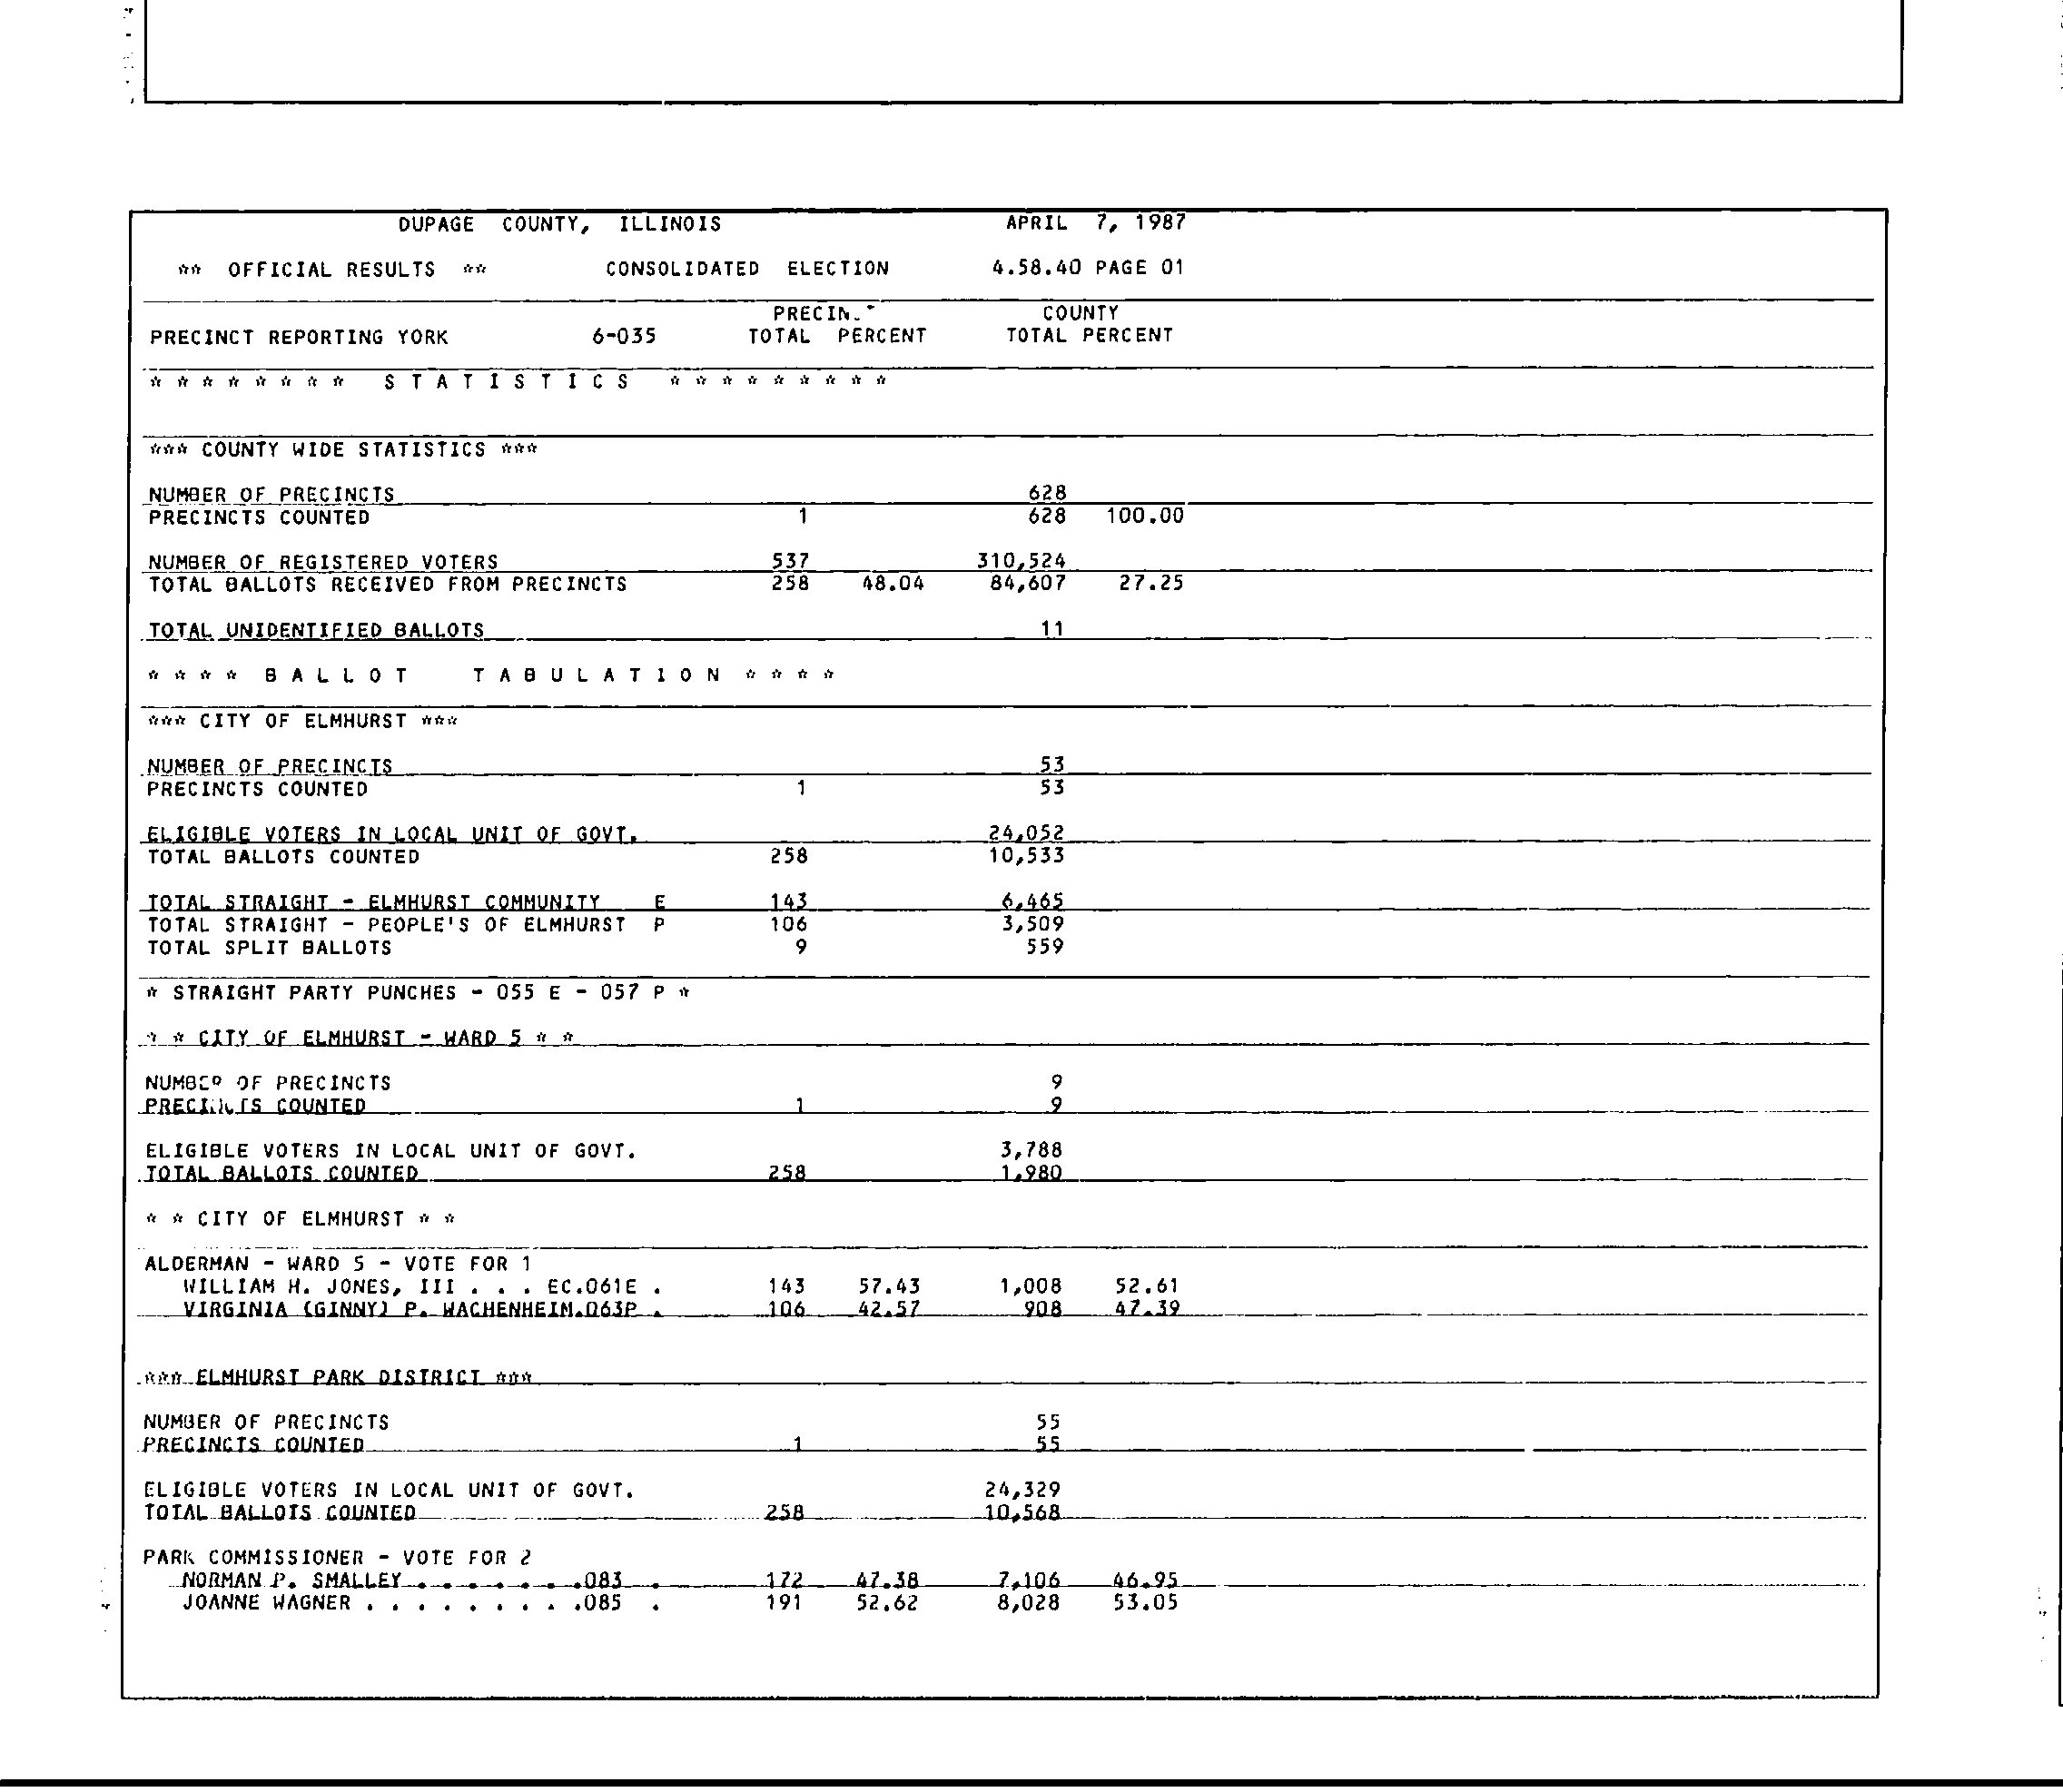 DUPAGE COUNTY, ILLINOIS APRIL 7, 1987
** OFFICIAL RESULTS ** CONSOLIDATED ELECTION 4.58.40 PAGE 01
COUNTY
PRECINCT REPORTING YORK 6-035 TOTAL PERCENT TOTAL PERCENT
* * * * * * * * S T A T I S T I C S * * * * * * * * *
*** COUNTY WIDE STATISTICS ***
NUMBER OF PRECINCTS 628
PRECINCTS COUNTED 1 628 100.00
NUMBER OF REGISTERED VOTERS 537 310,524
TOTAL BALLOTS RECEIVED FROM PRECINCTS 258 48.04 84,607 27.25
TOTAL UNIDENTIFIED BALLOTS 11
* * * * B A L L O T T A B U L A T I O N * * * *
*** CITY OF ELMHURST ***
NUMBER OF PRECINCTS 53
PRECINCTS COUNTED 1 53
ELIGIBLE VOTERS IN LOCAL UNIT OF GOVT. 24,052
TOTAL BALLOTS COUNTED 258 10,533
TOTAL STRAIGHT - ELMHURST COMMUNITY E 143 6,465
TOTAL STRAIGHT - PEOPLE'S OF ELMHURST P 106 3,509
TOTAL SPLIT BALLOTS 9 559
* STRAIGHT PARTY PUNCHES - 055 E - 057 P *
* * CITY OF ELMHURST - WARD 5 * *
NUMBER OF PRECINCTS 9
PRECINCTS COUNTED 1 9
ELIGIBLE VOTERS IN LOCAL UNIT OF GOVT. 3,788
TOTAL BALLOTS COUNTED 258 1,980
* * CITY OF ELMHURST * *
ALDERMAN - WARD 5 - VOTE FOR 1
WILLIAM H. JONES, III . . . EC.061E . 143 57.43 1,008 52.61
VIRGINIA (GINNY) P. WACHENHEIM.063P . 106 42.57 908 47.39
*** ELMHURST PARK DISTRICT ***
NUMBER OF PRECINCTS 55
PRECINCTS COUNTED 1 55
ELIGIBLE VOTERS IN LOCAL UNIT OF GOVT. 24,329
TOTAL BALLOTS COUNTED 258 10,568
PARK COMMISSIONER - VOTE FOR 2
NORMAN P. SMALLEY . . . . . . .083 . 172 47.38 7,106 46.95
JOANNE WAGNER . . . . . . . . .085 . 191 52.62 8,028 53.05